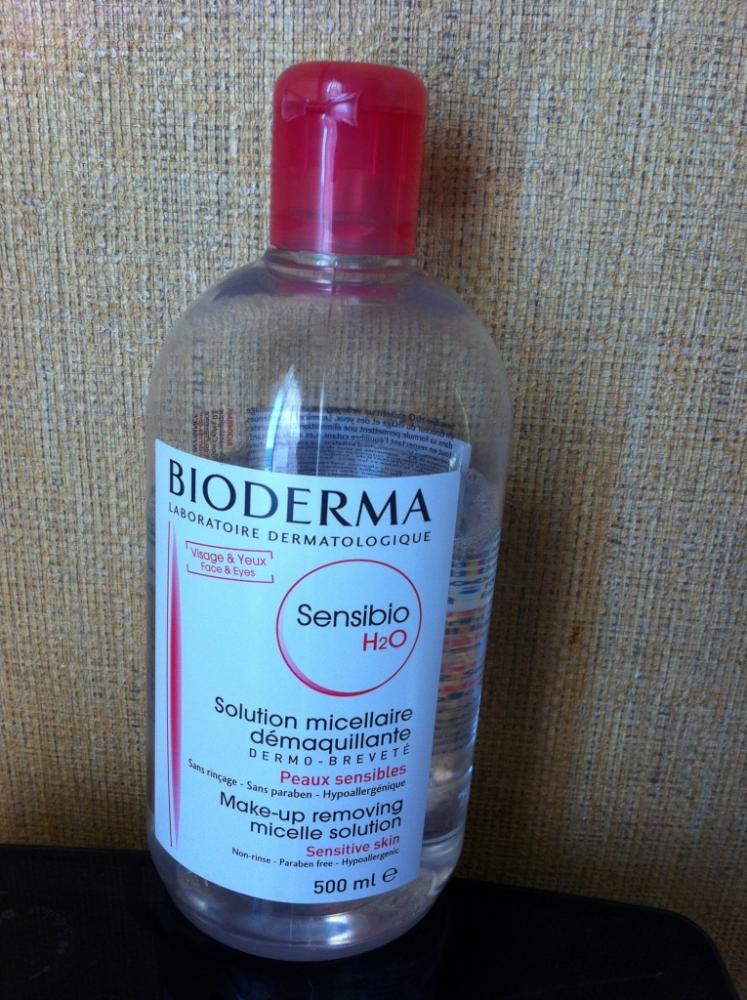 BIODERMA
LABORATOIRE DERMATOLOGIQUE
Visage & Yeux
Face & Eyes
Sensibio
H2O
Solution micellaire
démaquillante
DERMO-BREVETÉ
Peaux sensibles
Sans rinçage - Sans paraben - Hypoallergénique
Make-up removing
micelle solution
Sensitive skin
Non-rinse - Paraben free - Hypoallergenic
500 ml ℮